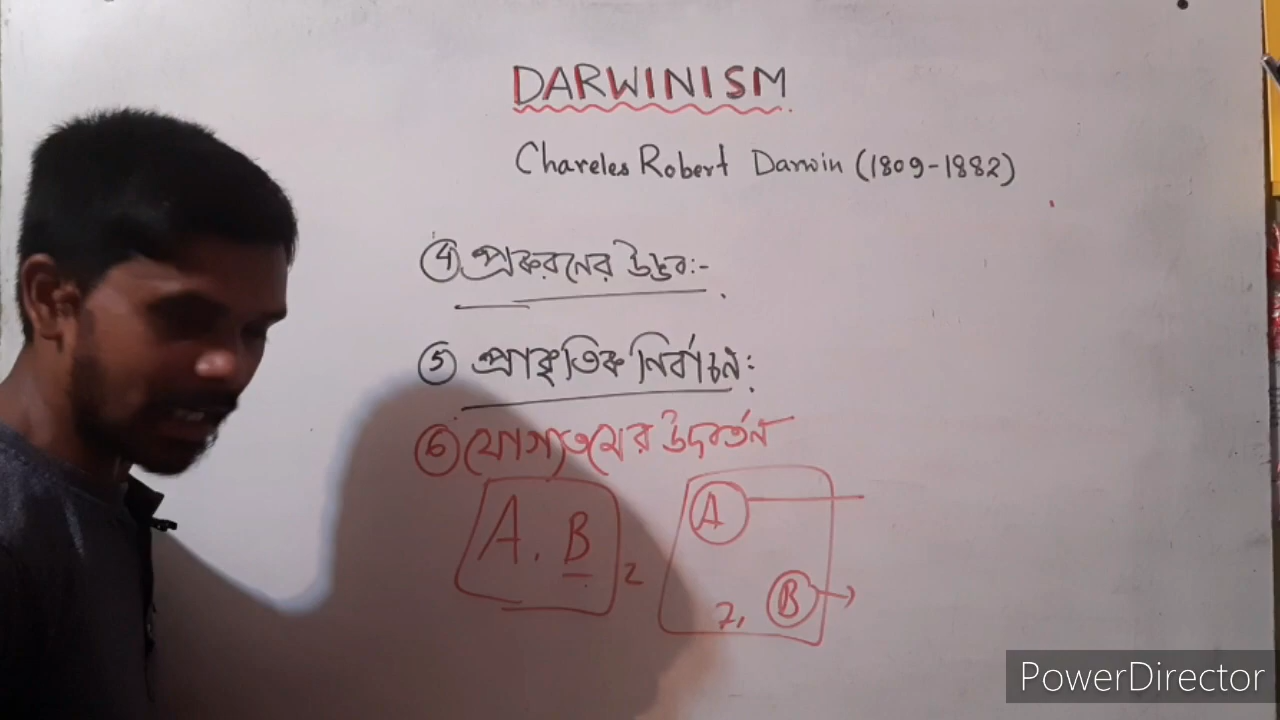 DARWINISM
Chareles Robert Darwin (1809-1882)
④ প্রকরনের উদ্ভব:-
⑤ প্রাকৃতিক নির্বাচন:
⑥ যোগ্যতমের উদবর্তন
A. B
A
B
PowerDirector